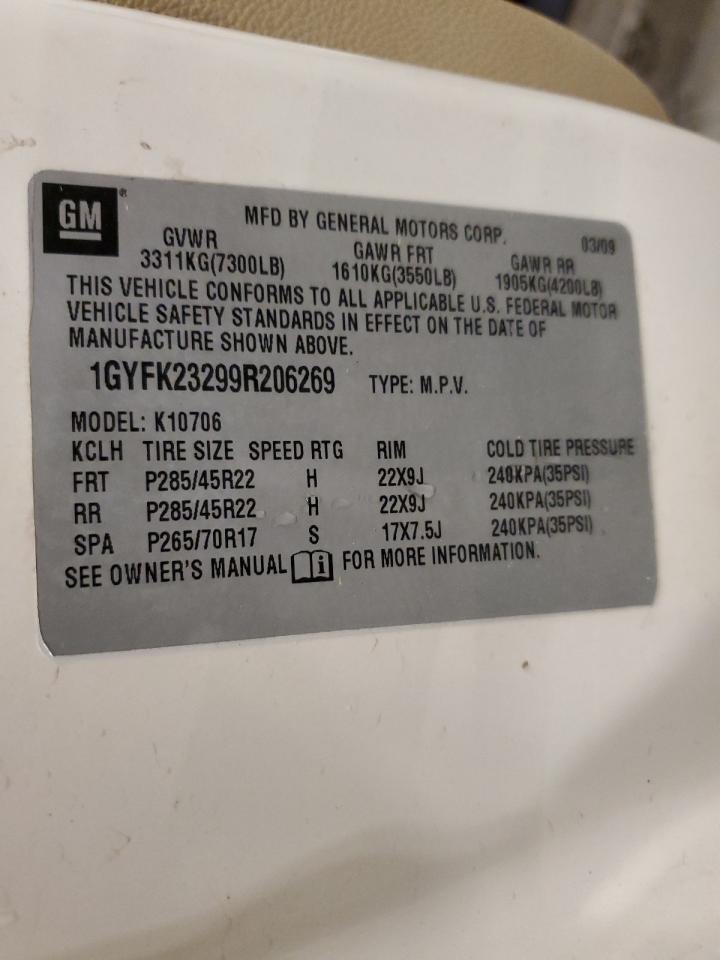 GM®
MFD BY GENERAL MOTORS CORP. 03/09
GVWR GAWR FRT GAWR RR
3311KG(7300LB) 1610KG(3550LB) 1905KG(4200LB)
THIS VEHICLE CONFORMS TO ALL APPLICABLE U.S. FEDERAL MOTOR
VEHICLE SAFETY STANDARDS IN EFFECT ON THE DATE OF
MANUFACTURE SHOWN ABOVE.
1GYFK23299R206269 TYPE: M.P.V.
MODEL: K10706
KCLH TIRE SIZE SPEED RTG RIM COLD TIRE PRESSURE
FRT P285/45R22 H 22X9J 240KPA(35PSI)
RR P285/45R22 H 22X9J 240KPA(35PSI)
SPA P265/70R17 S 17X7.5J 240KPA(35PSI)
SEE OWNER'S MANUAL i FOR MORE INFORMATION.